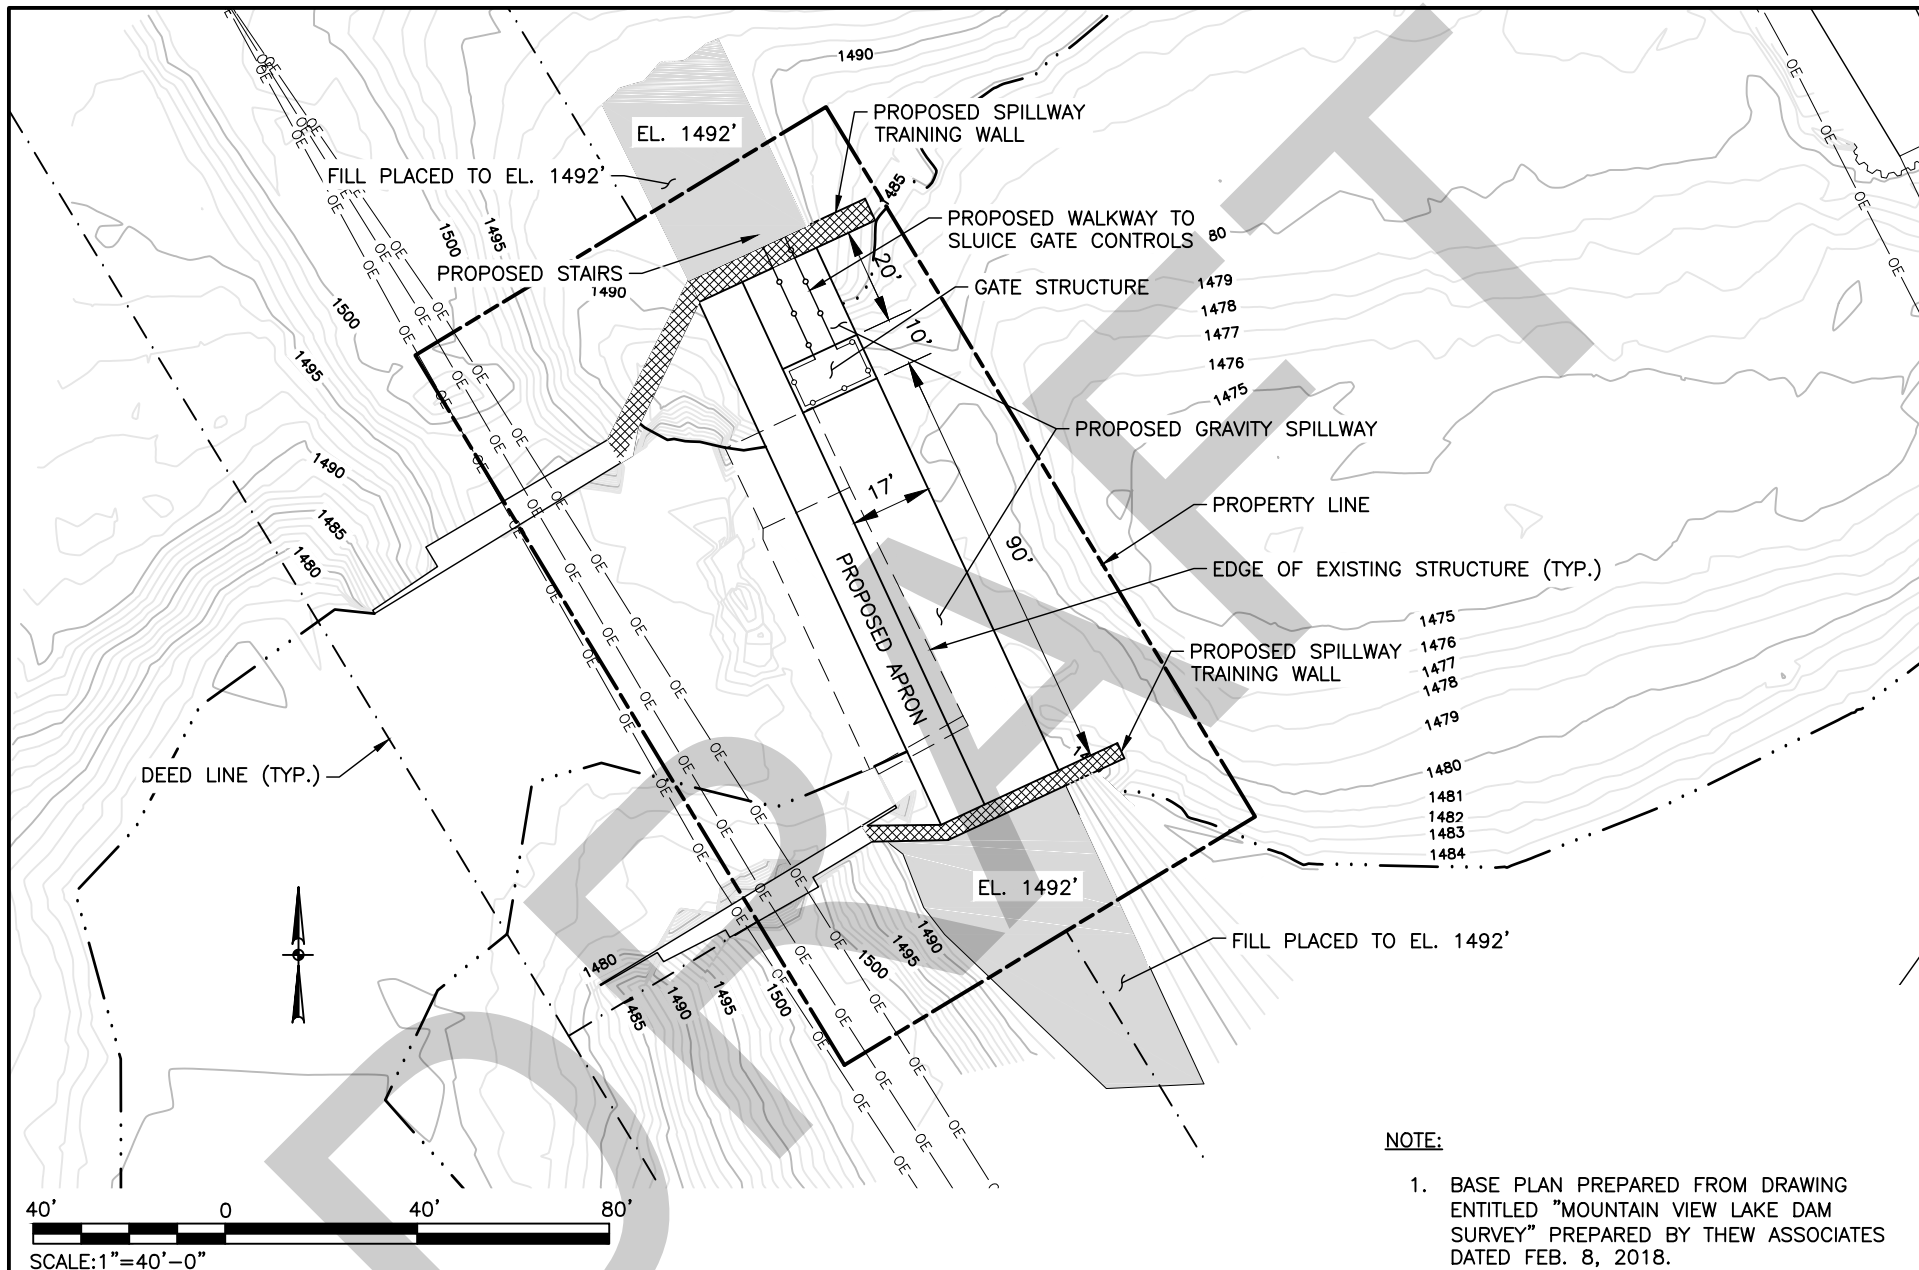 1490
PROPOSED SPILLWAY
TRAINING WALL
EL. 1492'
FILL PLACED TO EL. 1492'
485
PROPOSED WALKWAY TO
SLUICE GATE CONTROLS
80
1500
1495
PROPOSED STAIRS
1490
20'
GATE STRUCTURE
1479
1478
1477
1476
1475
1500
1495
10'
PROPOSED GRAVITY SPILLWAY
1490
1485
1480
17'
PROPERTY LINE
90'
EDGE OF EXISTING STRUCTURE (TYP.)
PROPOSED APRON
1475
1476
1477
1478
1479
PROPOSED SPILLWAY
TRAINING WALL
DEED LINE (TYP.)
1480
1481
1482
1483
1484
EL. 1492'
FILL PLACED TO EL. 1492'
1490
1495
1500
1480
485
1490
1495
1500
OE
DRAFT
NOTE:
1. BASE PLAN PREPARED FROM DRAWING
ENTITLED "MOUNTAIN VIEW LAKE DAM
SURVEY" PREPARED BY THEW ASSOCIATES
DATED FEB. 8, 2018.
40' 0 40' 80'
SCALE:1"=40'-0"